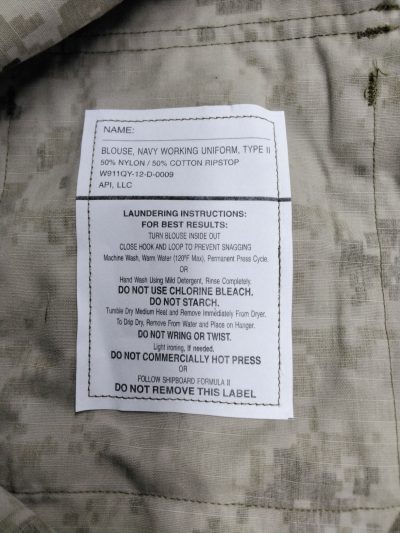 NAME:
BLOUSE, NAVY WORKING UNIFORM, TYPE II
50% NYLON / 50% COTTON RIPSTOP
W911QY-12-D-0009
API, LLC
LAUNDERING INSTRUCTIONS:
FOR BEST RESULTS:
TURN BLOUSE INSIDE OUT
CLOSE HOOK AND LOOP TO PREVENT SNAGGING
Machine Wash, Warm Water (120°F Max), Permanent Press Cycle.
OR
Hand Wash Using Mild Detergent, Rinse Completely.
DO NOT USE CHLORINE BLEACH.
DO NOT STARCH.
Tumble Dry Medium Heat and Remove Immediately From Dryer.
To Drip Dry, Remove From Water and Place on Hanger.
DO NOT WRING OR TWIST.
Light ironing, If needed,
DO NOT COMMERCIALLY HOT PRESS
OR
FOLLOW SHIPBOARD FORMULA II
DO NOT REMOVE THIS LABEL